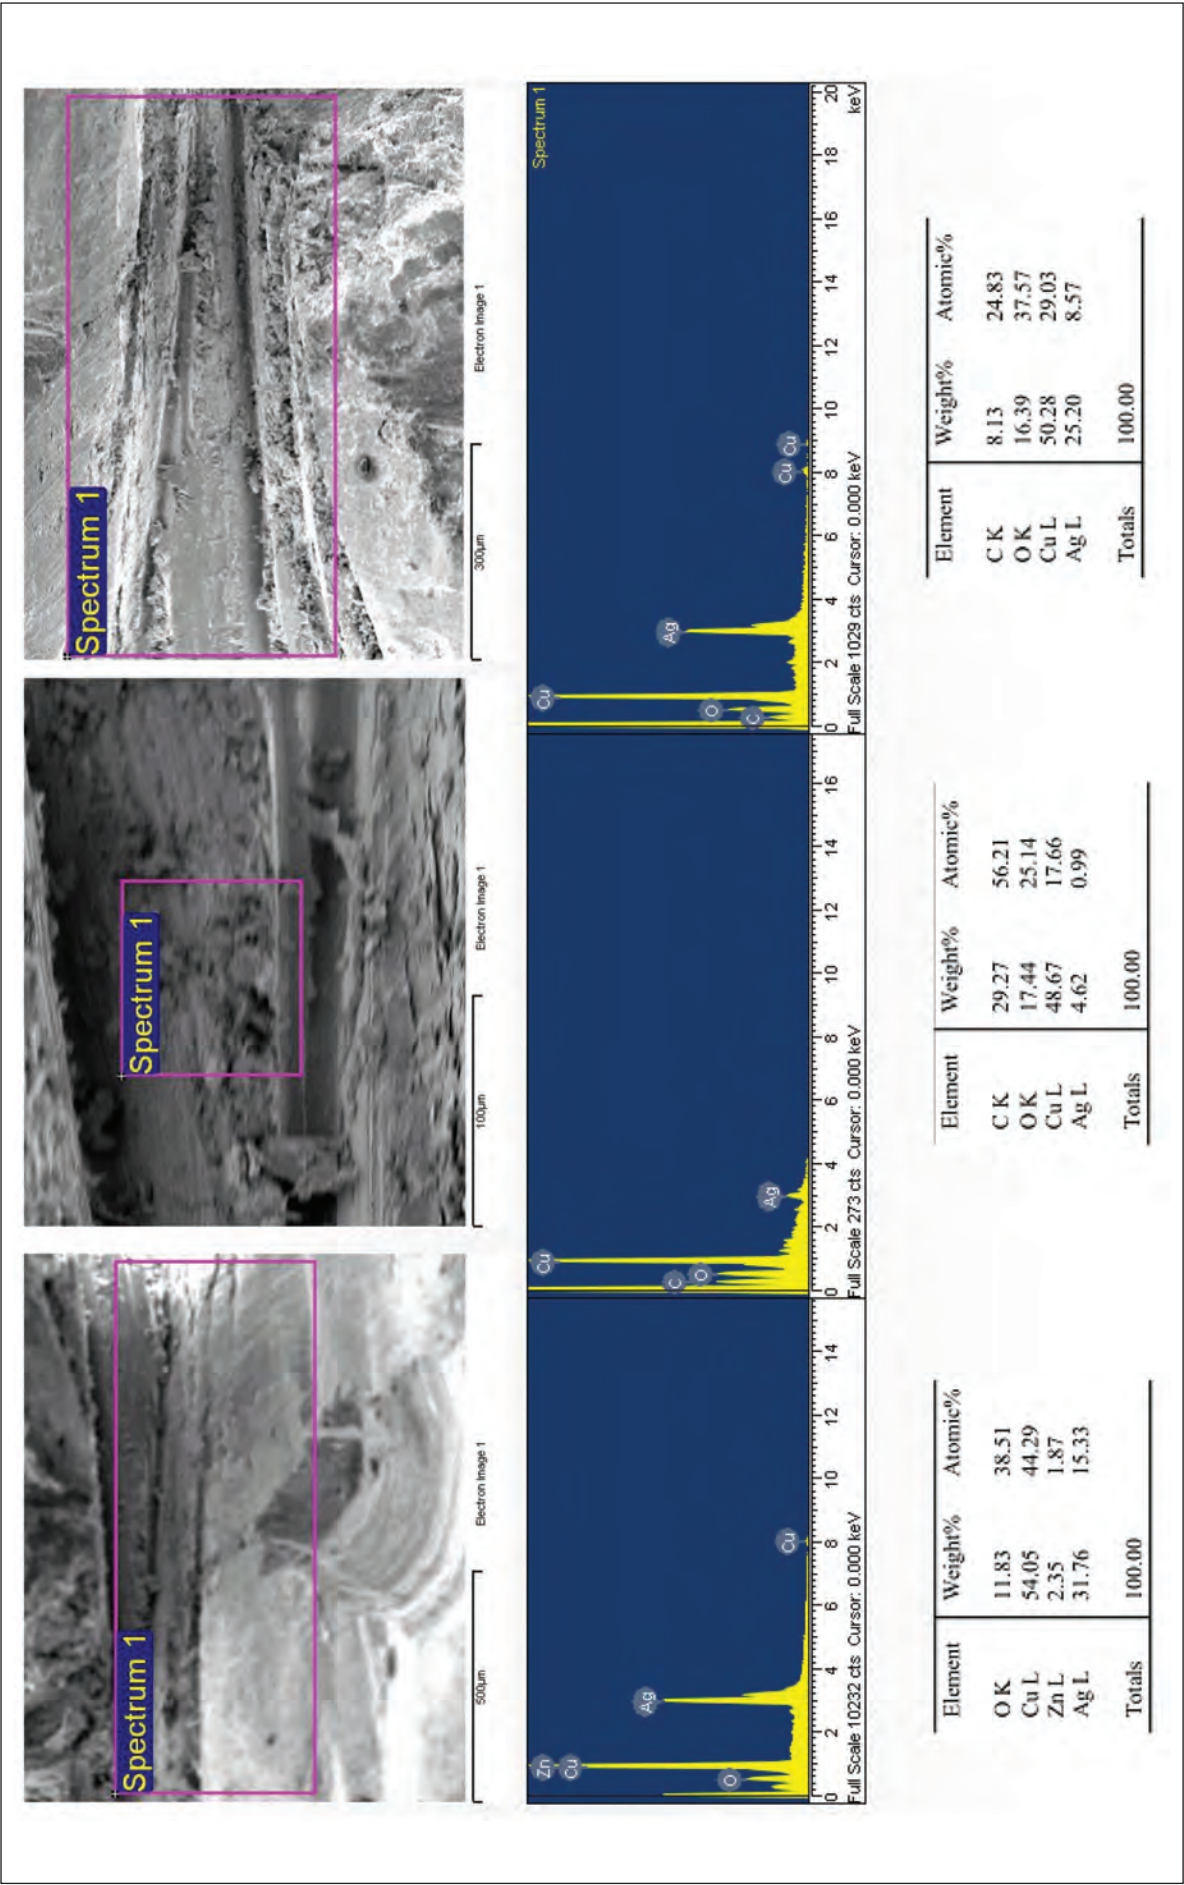 Spectrum 1
500µm
Electron Image 1
Spectrum 1
100µm
Electron Image 1
Spectrum 1
300µm
Electron Image 1
Zn
Cu
O
Ag
Cu
0 2 4 6 8 10 12 14
Full Scale 10232 cts Cursor: 0.000 keV
Cu
C
O
Ag
0 2 4 6 8 10 12 14 16
Full Scale 273 cts Cursor: 0.000 keV
Spectrum 1
Cu
O
C
Ag
Cu
Cu
0 2 4 6 8 10 12 14 16 18 20
Full Scale 1029 cts Cursor: 0.000 keV
keV
Element Weight% Atomic%
O K 11.83 38.51
Cu L 54.05 44.29
Zn L 2.35 1.87
Ag L 31.76 15.33
Totals 100.00
Element Weight% Atomic%
C K 29.27 56.21
O K 17.44 25.14
Cu L 48.67 17.66
Ag L 4.62 0.99
Totals 100.00
Element Weight% Atomic%
C K 8.13 24.83
O K 16.39 37.57
Cu L 50.28 29.03
Ag L 25.20 8.57
Totals 100.00